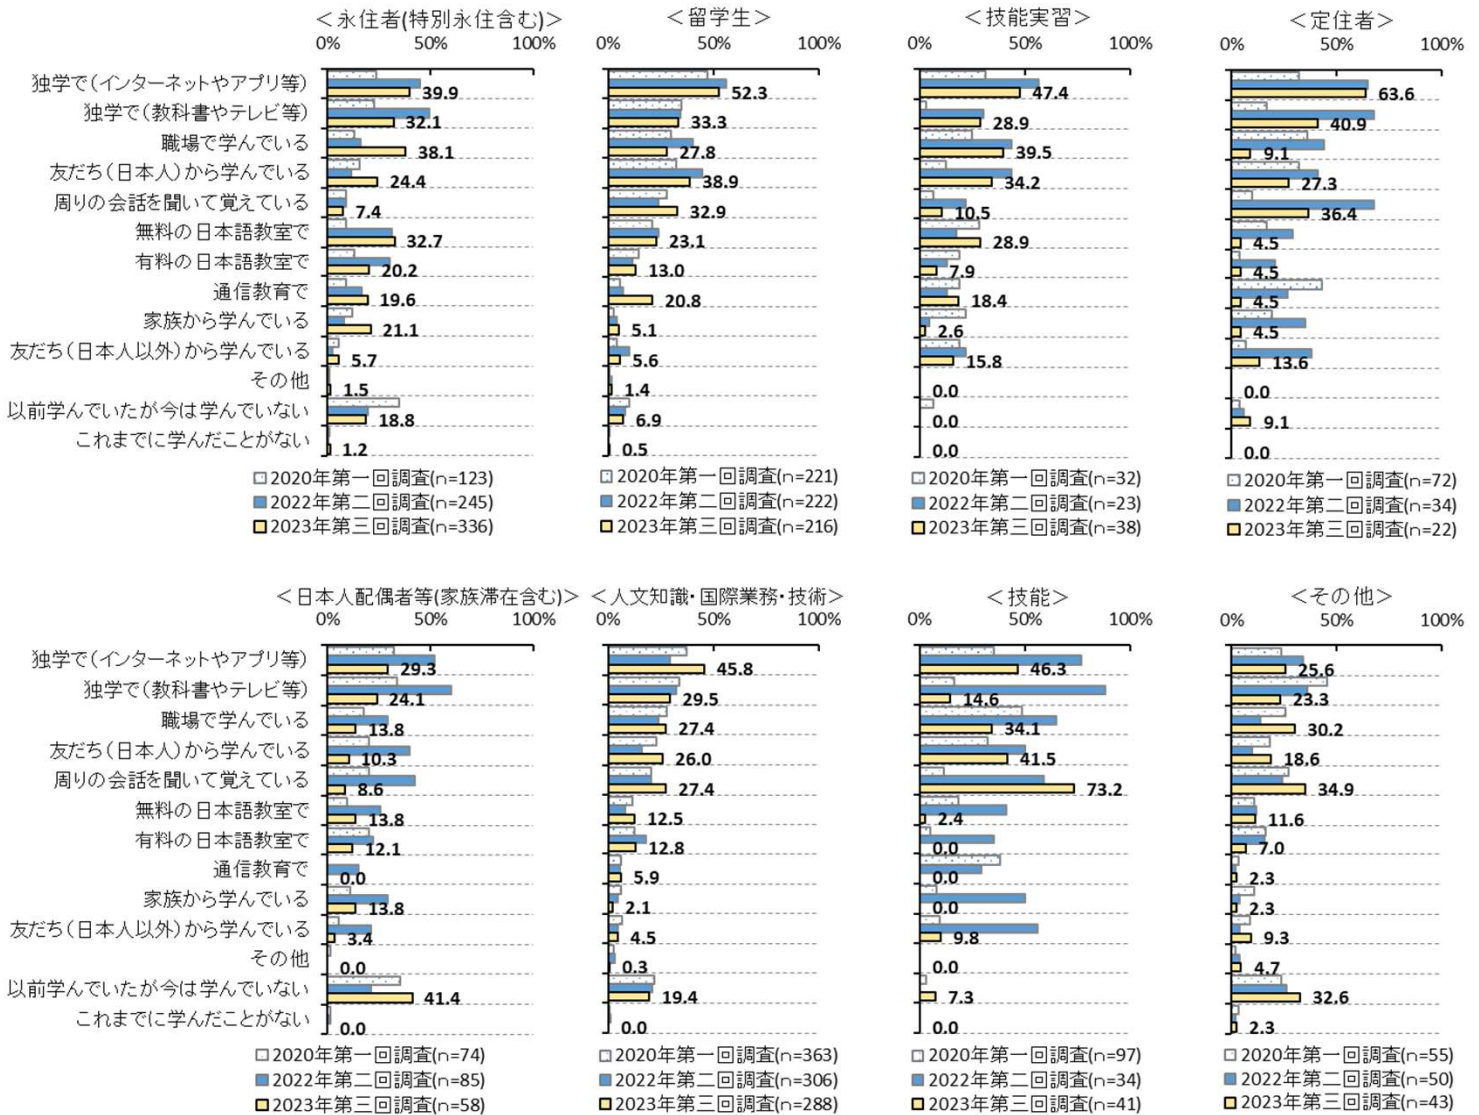 ＜永住者(特別永住含む)＞
0% 50% 100%
独学で(インターネットやアプリ等) 39.9
独学で(教科書やテレビ等) 32.1
職場で学んでいる 38.1
友だち(日本人)から学んでいる 24.4
周りの会話を聞いて覚えている 7.4
無料の日本語教室で 32.7
有料の日本語教室で 20.2
通信教育で 19.6
家族から学んでいる 21.1
友だち(日本人以外)から学んでいる 5.7
その他 1.5
以前学んでいたが今は学んでいない 18.8
これまでに学んだことがない 1.2
2020年第一回調査(n=123)
2022年第二回調査(n=245)
2023年第三回調査(n=336)
＜留学生＞
0% 50% 100%
52.3
33.3
27.8
38.9
32.9
23.1
13.0
20.8
5.1
5.6
1.4
6.9
0.5
2020年第一回調査(n=221)
2022年第二回調査(n=222)
2023年第三回調査(n=216)
＜技能実習＞
0% 50% 100%
47.4
28.9
39.5
34.2
10.5
28.9
7.9
18.4
2.6
15.8
0.0
0.0
0.0
2020年第一回調査(n=32)
2022年第二回調査(n=23)
2023年第三回調査(n=38)
＜定住者＞
0% 50% 100%
63.6
40.9
9.1
27.3
36.4
4.5
4.5
4.5
4.5
13.6
0.0
9.1
0.0
2020年第一回調査(n=72)
2022年第二回調査(n=34)
2023年第三回調査(n=22)
＜日本人配偶者等(家族滞在含む)＞
0% 50% 100%
独学で(インターネットやアプリ等) 29.3
独学で(教科書やテレビ等) 24.1
職場で学んでいる 13.8
友だち(日本人)から学んでいる 10.3
周りの会話を聞いて覚えている 8.6
無料の日本語教室で 13.8
有料の日本語教室で 12.1
通信教育で 0.0
家族から学んでいる 13.8
友だち(日本人以外)から学んでいる 3.4
その他 0.0
以前学んでいたが今は学んでいない 41.4
これまでに学んだことがない 0.0
2020年第一回調査(n=74)
2022年第二回調査(n=85)
2023年第三回調査(n=58)
＜人文知識・国際業務・技術＞
0% 50% 100%
45.8
29.5
27.4
26.0
27.4
12.5
12.8
5.9
2.1
4.5
0.3
19.4
0.0
2020年第一回調査(n=363)
2022年第二回調査(n=306)
2023年第三回調査(n=288)
＜技能＞
0% 50% 100%
46.3
14.6
34.1
41.5
73.2
2.4
0.0
0.0
0.0
9.8
0.0
7.3
0.0
2020年第一回調査(n=97)
2022年第二回調査(n=34)
2023年第三回調査(n=41)
＜その他＞
0% 50% 100%
25.6
23.3
30.2
18.6
34.9
11.6
7.0
2.3
2.3
9.3
4.7
32.6
2.3
2020年第一回調査(n=55)
2022年第二回調査(n=50)
2023年第三回調査(n=43)